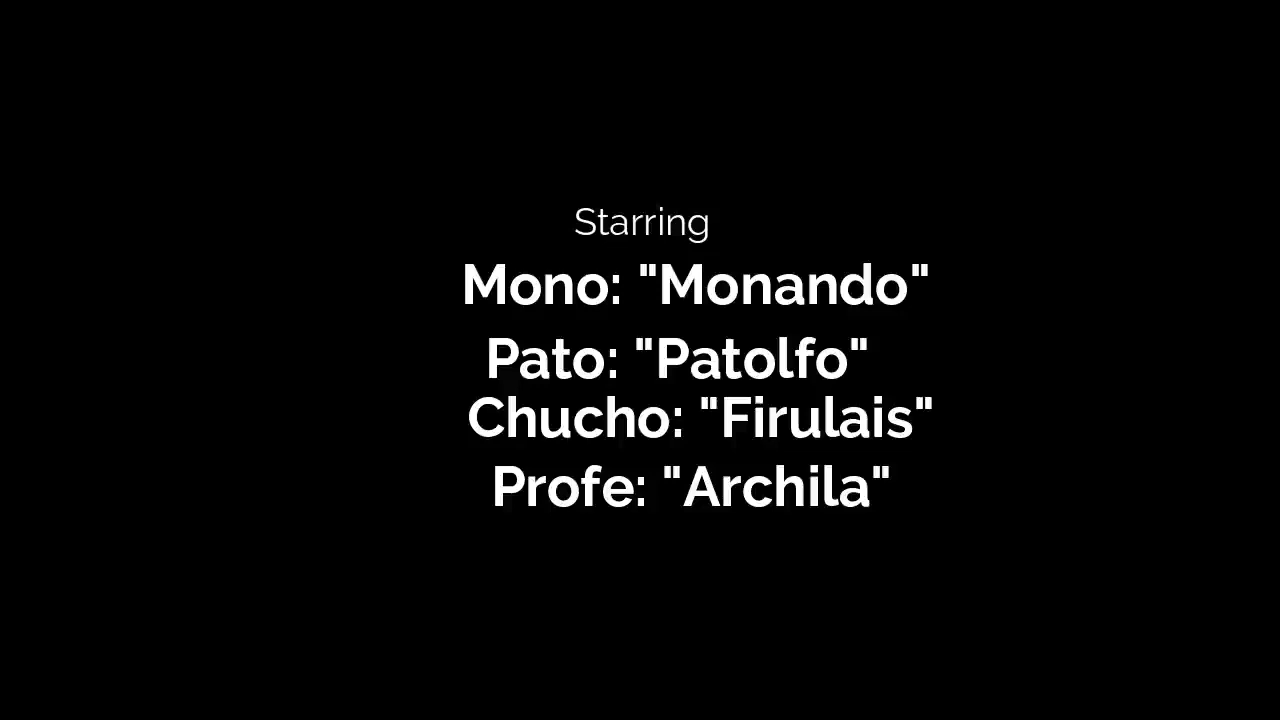 Starring
Mono: "Monando"
Pato: "Patolfo"
Chucho: "Firulais"
Profe: "Archila"